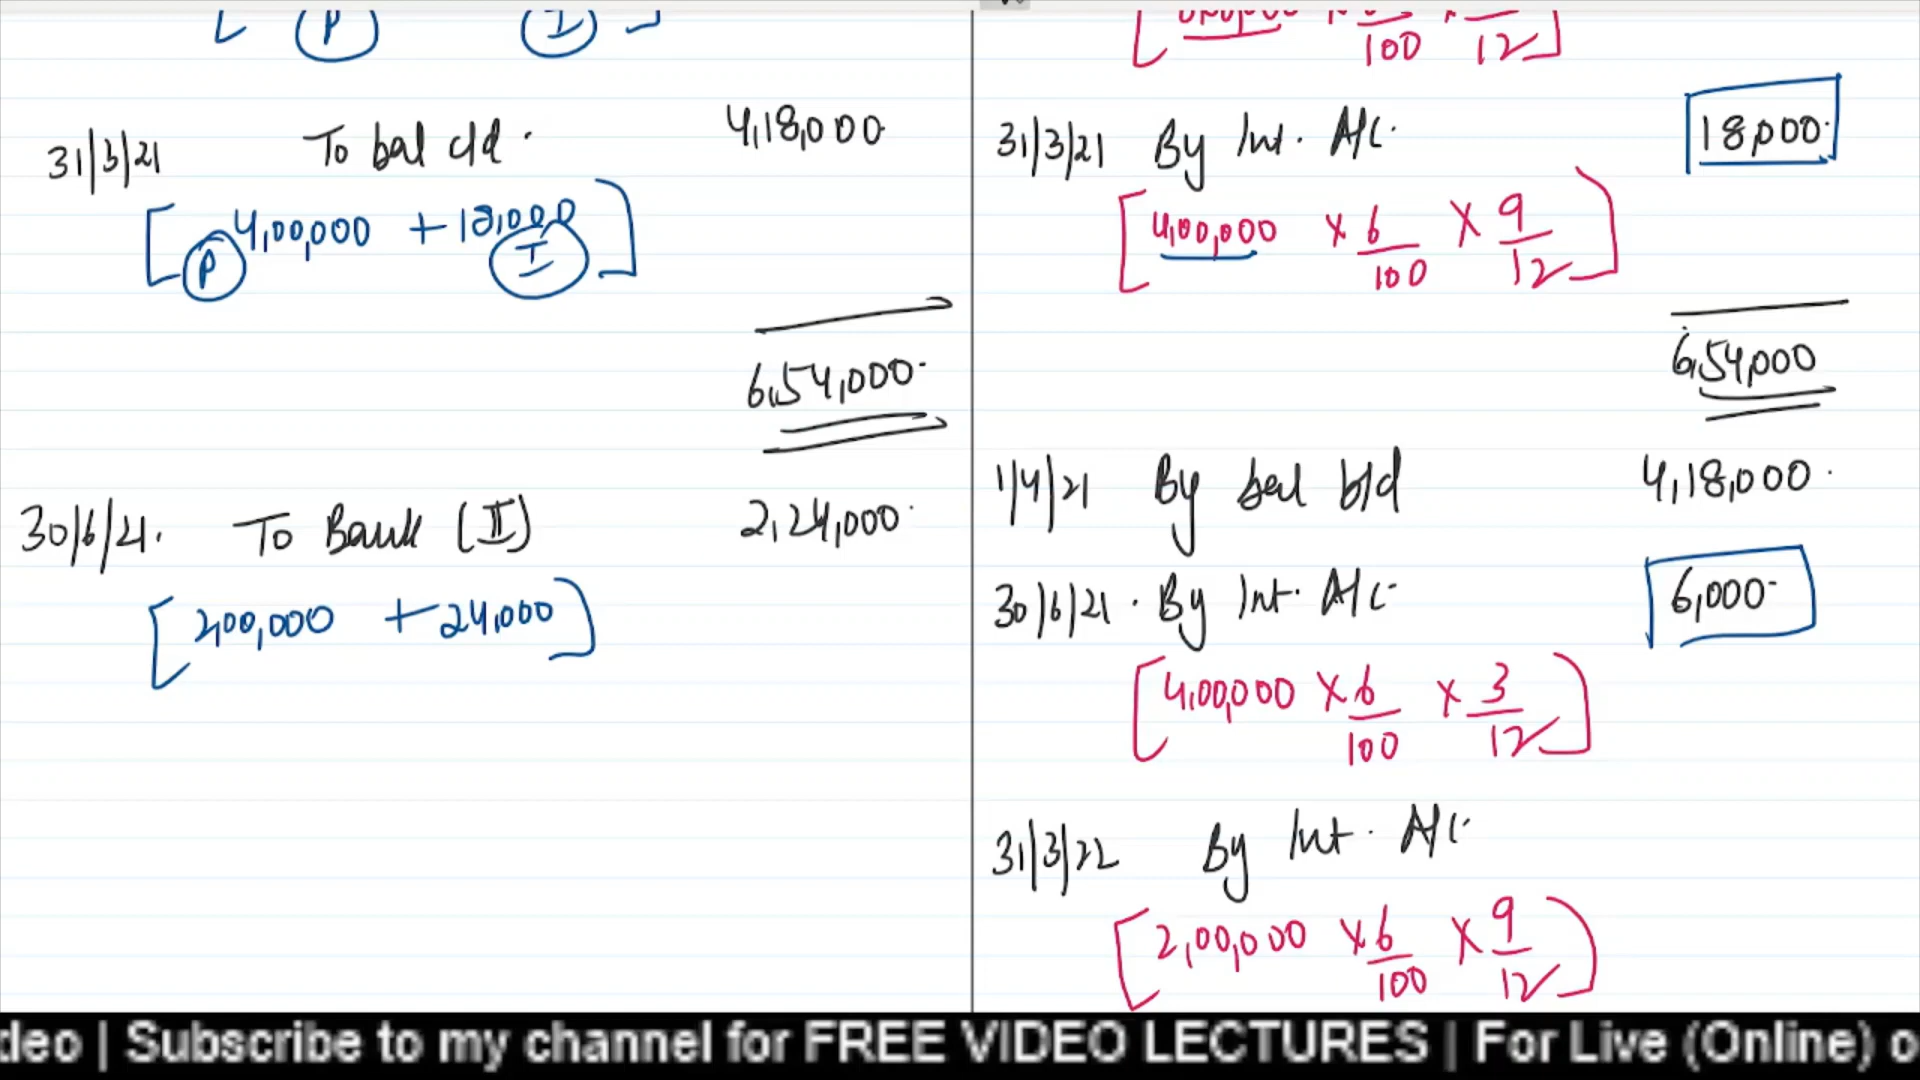 [ P I ]
31/3/21 To bal c/d. 4,18,000
[ 4,00,000 + 18,000 ]
P I
6,54,000.
30/6/21. To Bank (II) 2,24,000.
[ 2,00,000 + 24,000 ]
100 12 ]
31/3/21 By Int. A/c. 18,000.
[ 4,00,000 × 6/100 × 9/12 ]
6,54,000
1/4/21 By bal b/d 4,18,000.
30/6/21. By Int. A/c 6,000.
[ 4,00,000 × 6/100 × 3/12 ]
31/3/22 By Int. A/c.
[ 2,00,000 × 6/100 × 9/12 ]
deo | Subscribe to my channel for FREE VIDEO LECTURES | For Live (Online) o